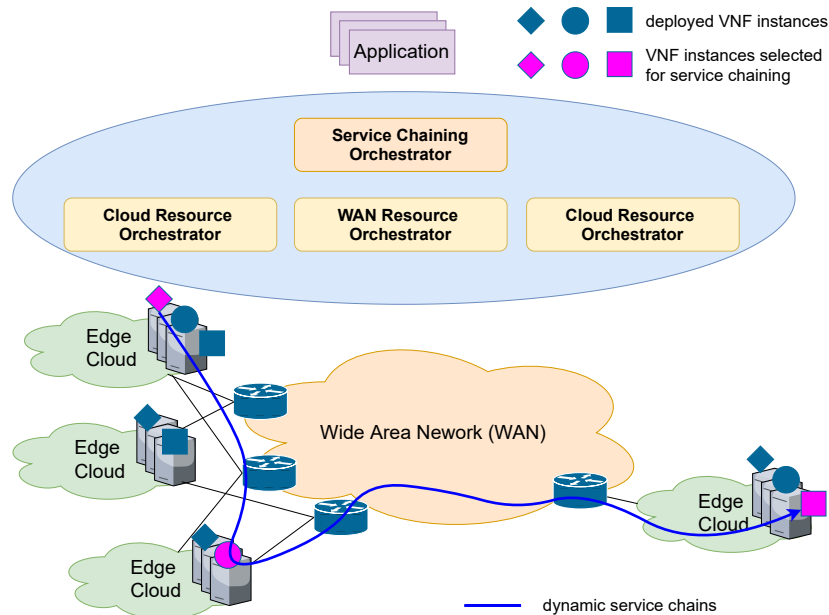 deployed VNF instances
Application
VNF instances selected
for service chaining
Service Chaining
Orchestrator
Cloud Resource
Orchestrator
WAN Resource
Orchestrator
Cloud Resource
Orchestrator
Edge
Cloud
Wide Area Nework (WAN)
Edge
Cloud
Edge
Cloud
Edge
Cloud
dynamic service chains